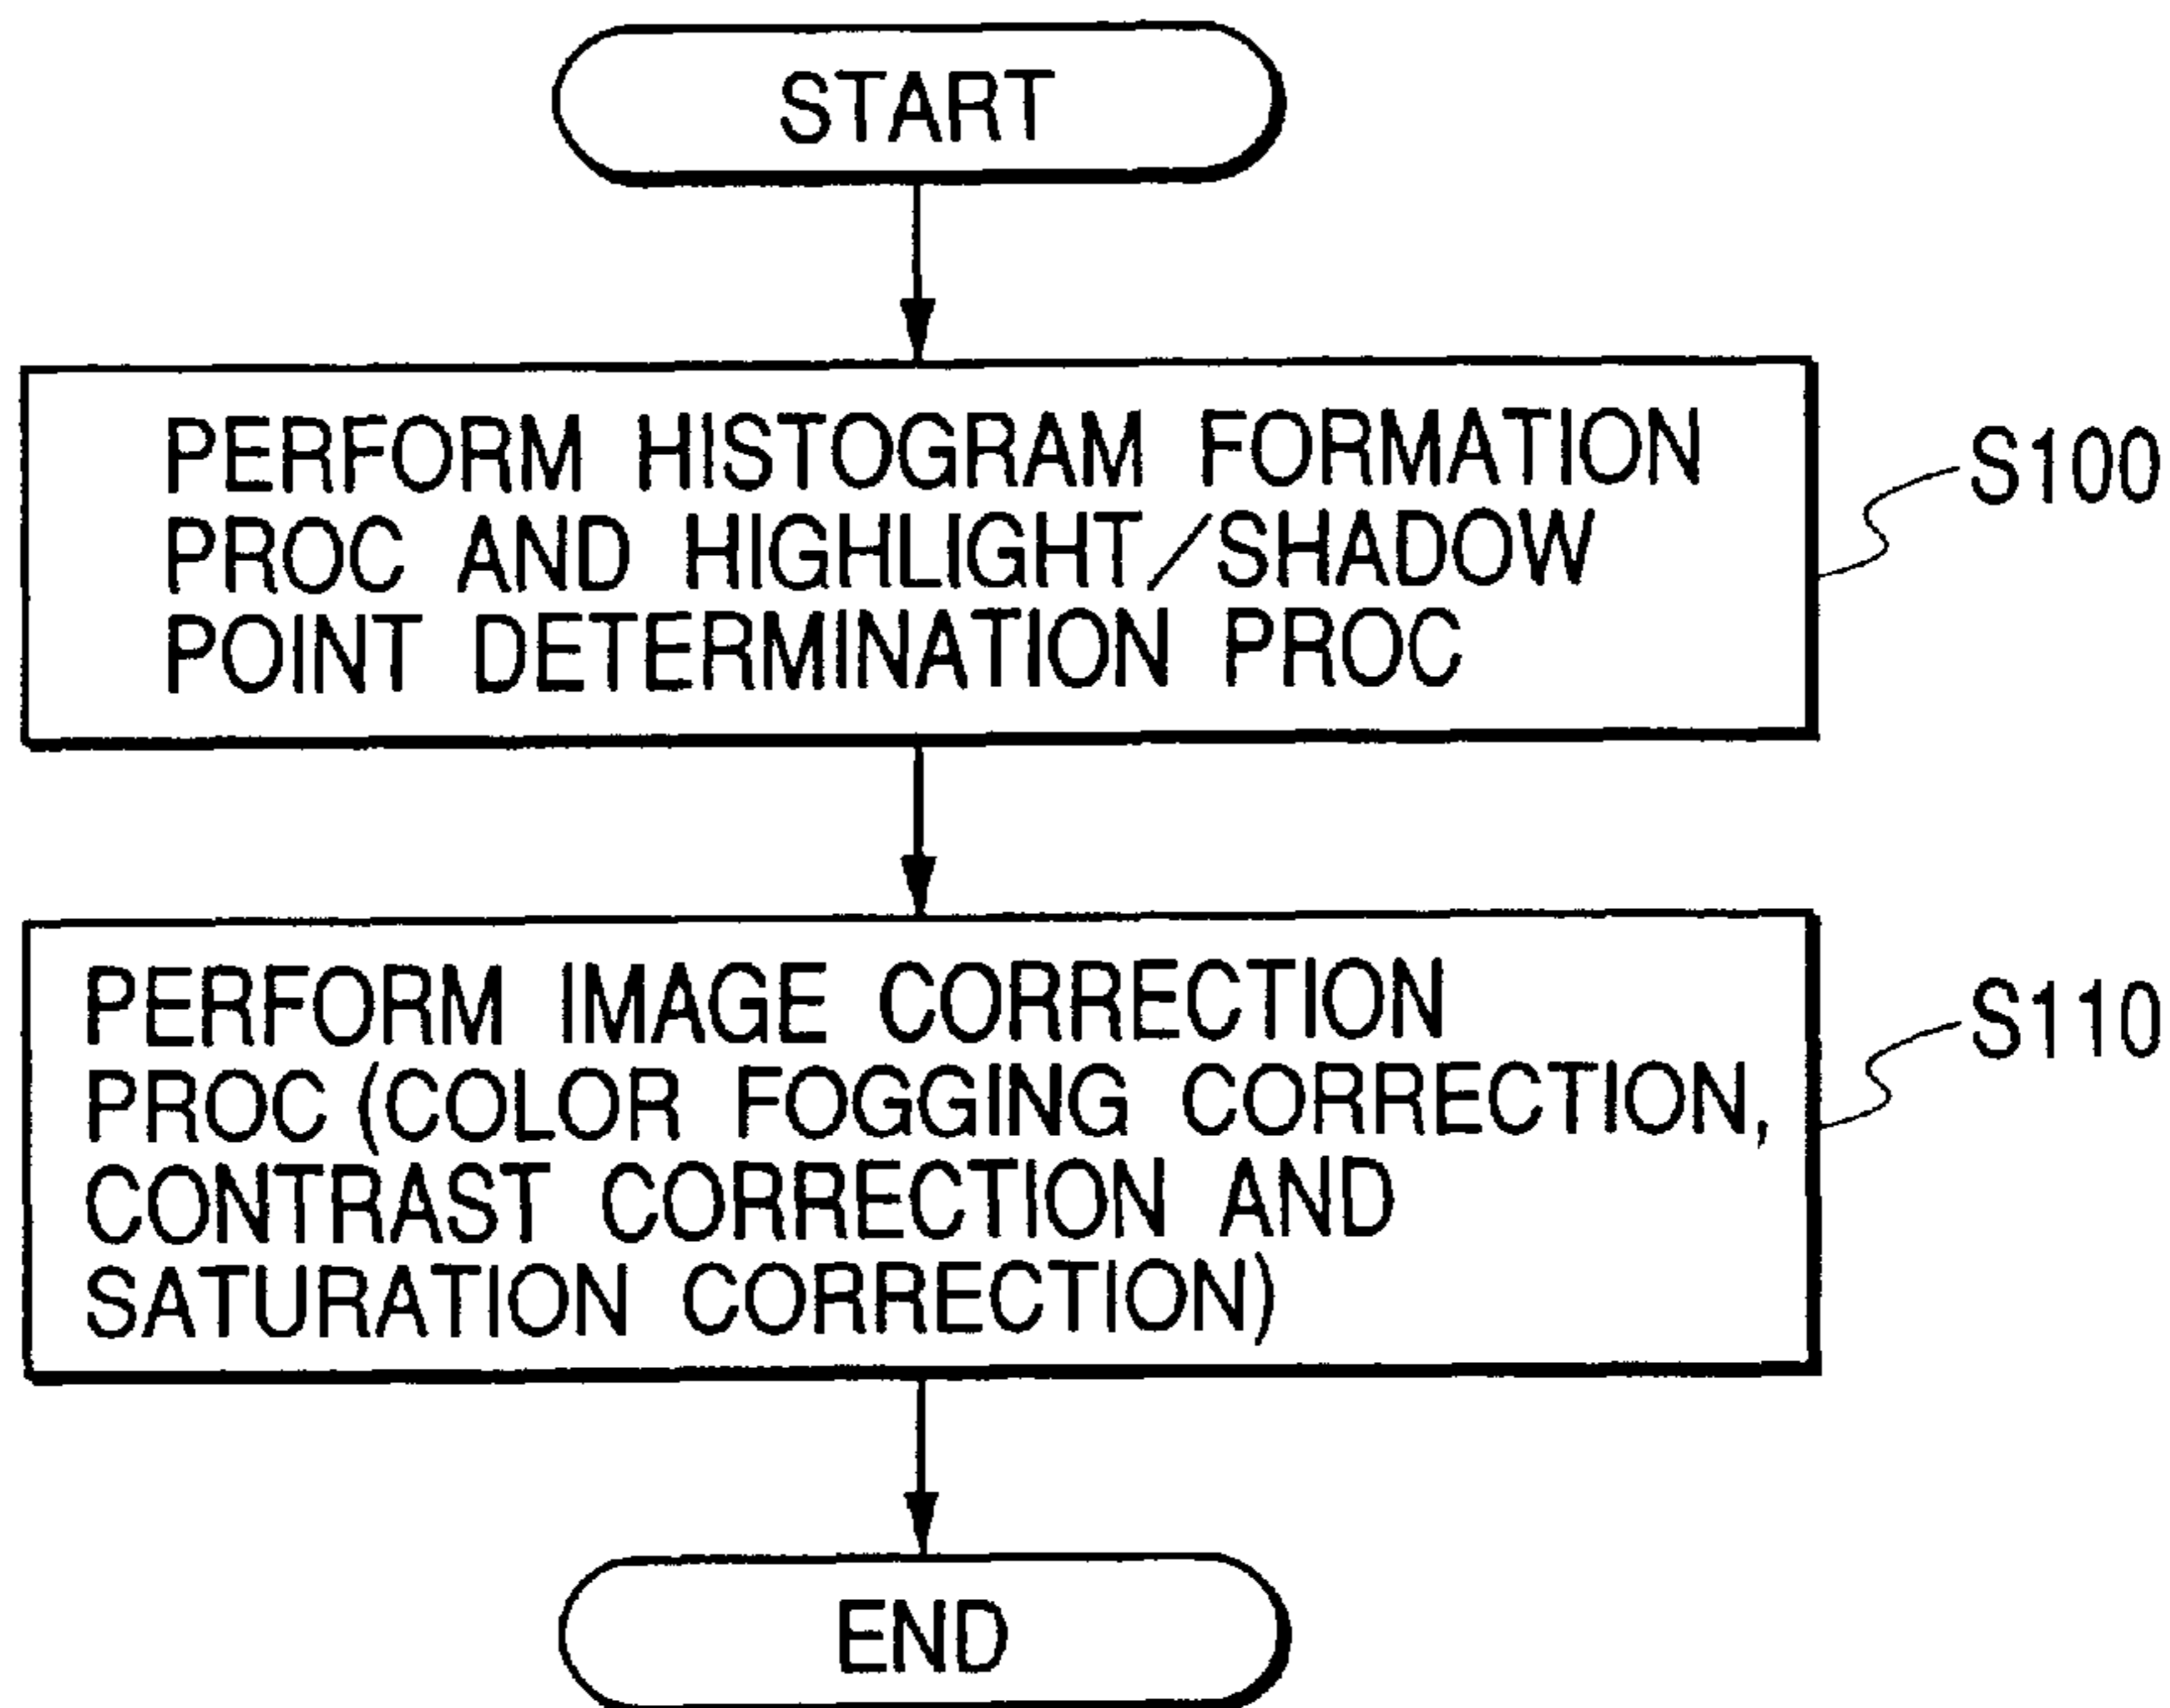 START
PERFORM HISTOGRAM FORMATION
PROC AND HIGHLIGHT/SHADOW
POINT DETERMINATION PROC
S100
PERFORM IMAGE CORRECTION
PROC (COLOR FOGGING CORRECTION,
CONTRAST CORRECTION AND
SATURATION CORRECTION)
S110
END